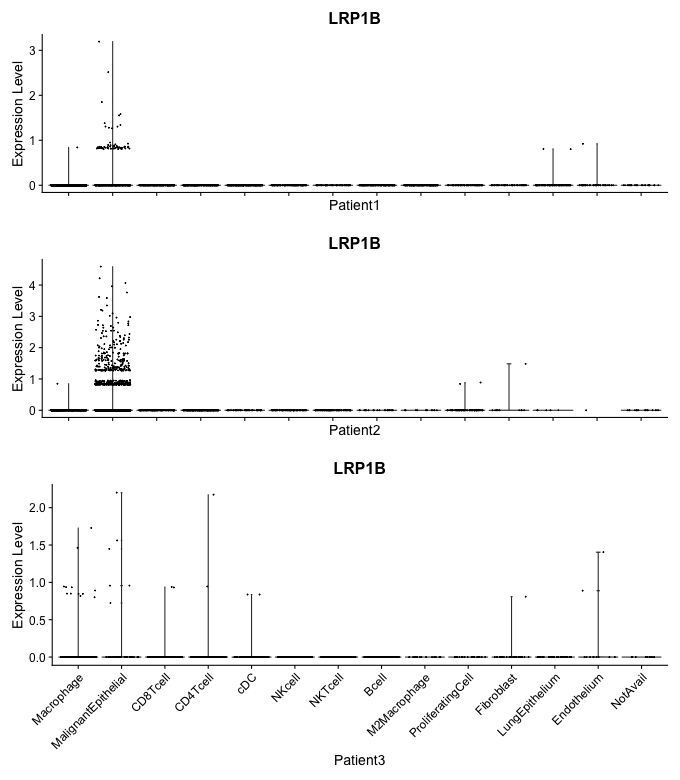 LRP1B
Expression Level
3
2
1
0
Patient1
LRP1B
Expression Level
4
3
2
1
0
Patient2
LRP1B
Expression Level
2.0
1.5
1.0
0.5
0.0
Macrophage
MalignantEpithelial
CD8Tcell
CD4Tcell
cDC
NKcell
NKTcell
Bcell
M2Macrophage
ProliferatingCell
Fibroblast
LungEpithelium
Endothelium
NotAvail
Patient3